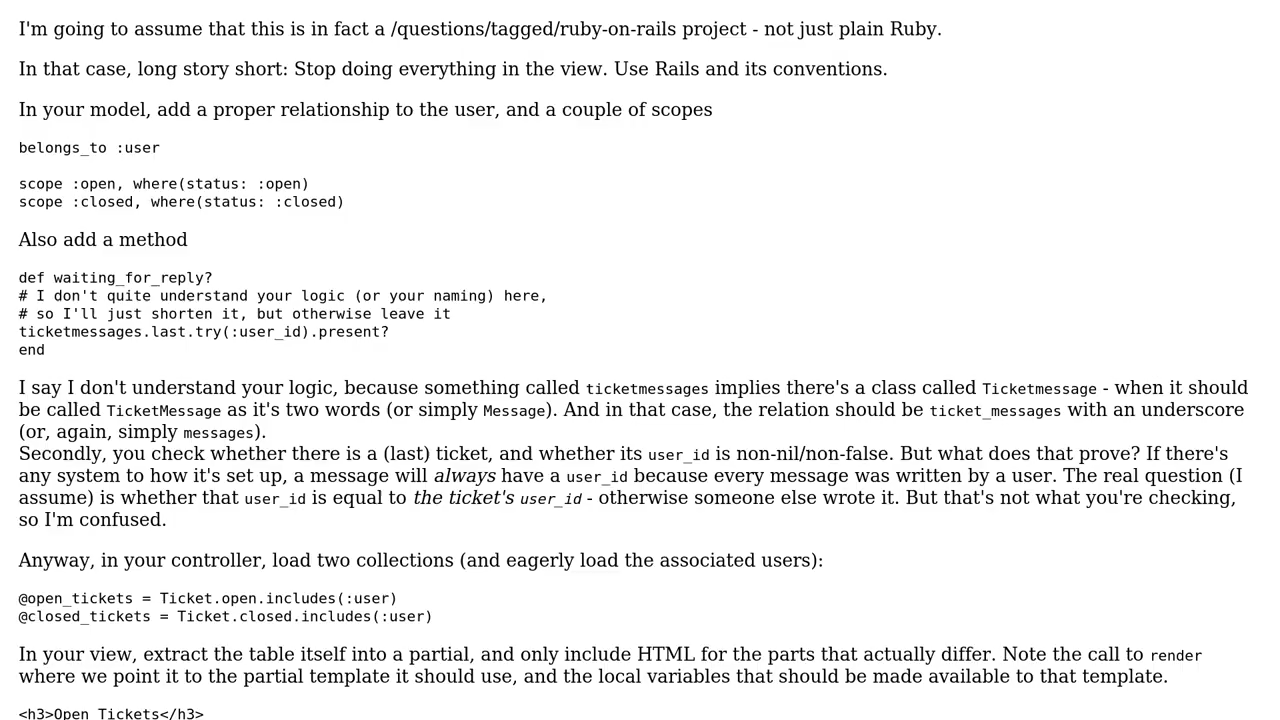 I'm going to assume that this is in fact a /questions/tagged/ruby-on-rails project - not just plain Ruby.
In that case, long story short: Stop doing everything in the view. Use Rails and its conventions.
In your model, add a proper relationship to the user, and a couple of scopes
belongs_to :user
scope :open, where(status: :open)
scope :closed, where(status: :closed)
Also add a method
def waiting_for_reply?
# I don't quite understand your logic (or your naming) here,
# so I'll just shorten it, but otherwise leave it
ticketmessages.last.try(:user_id).present?
end
I say I don't understand your logic, because something called ticketmessages implies there's a class called Ticketmessage - when it should
be called TicketMessage as it's two words (or simply Message). And in that case, the relation should be ticket_messages with an underscore
(or, again, simply messages).
Secondly, you check whether there is a (last) ticket, and whether its user_id is non-nil/non-false. But what does that prove? If there's
any system to how it's set up, a message will always have a user_id because every message was written by a user. The real question (I
assume) is whether that user_id is equal to the ticket's user_id - otherwise someone else wrote it. But that's not what you're checking,
so I'm confused.
Anyway, in your controller, load two collections (and eagerly load the associated users):
@open_tickets = Ticket.open.includes(:user)
@closed_tickets = Ticket.closed.includes(:user)
In your view, extract the table itself into a partial, and only include HTML for the parts that actually differ. Note the call to render
where we point it to the partial template it should use, and the local variables that should be made available to that template.
<h3>Open Tickets</h3>